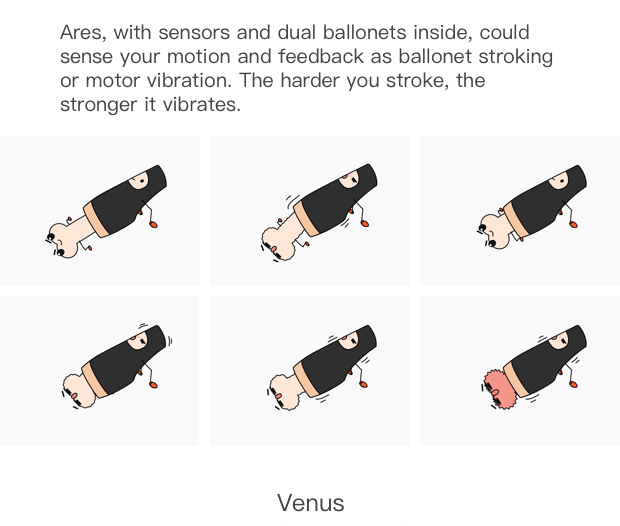 Ares, with sensors and dual ballonets inside, could
sense your motion and feedback as ballonet stroking
or motor vibration. The harder you stroke, the
stronger it vibrates.
Venus